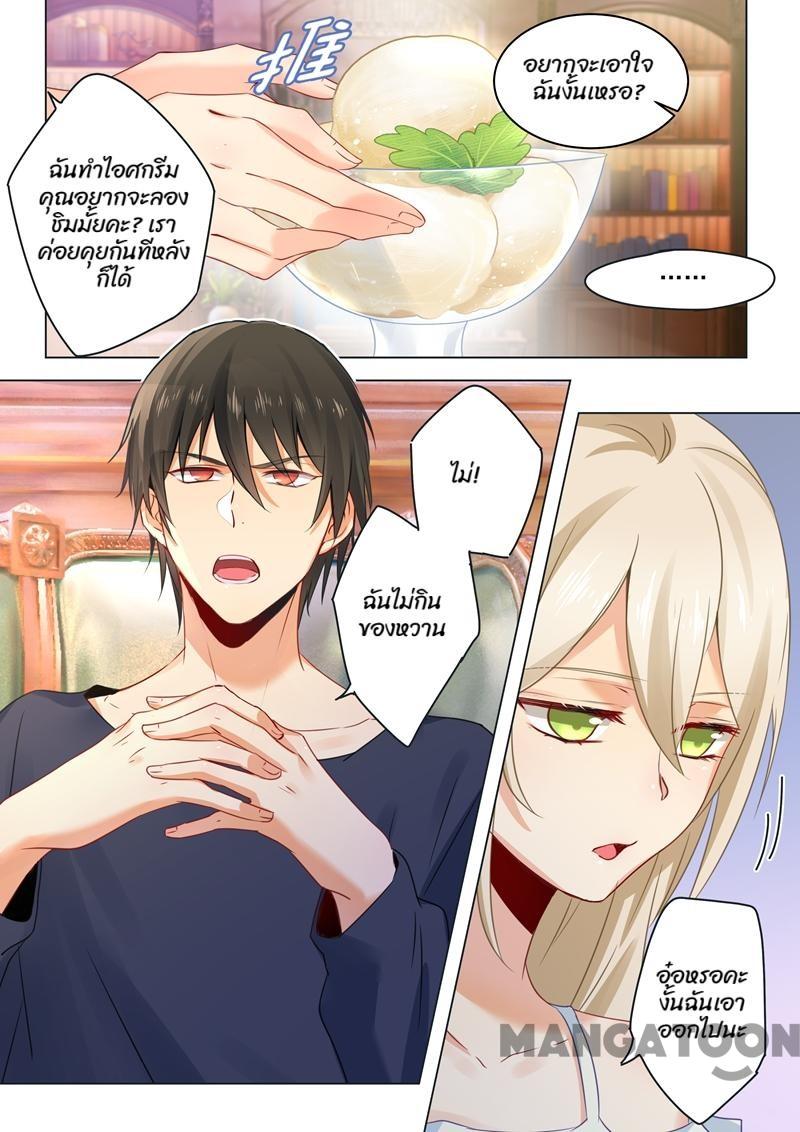 推
อยากจะเอาใจ
ฉันงั้นเหรอ?
ฉันทำไอศกรีม
คุณอยากจะลอง
ชิมมั้ยคะ? เรา
ค่อยคุยกันทีหลัง
ก็ได้
……
ไม่!
ฉันไม่กิน
ของหวาน
อ๋อหรอคะ
งั้นฉันเอา
ออกไปนะ
MANGATOON